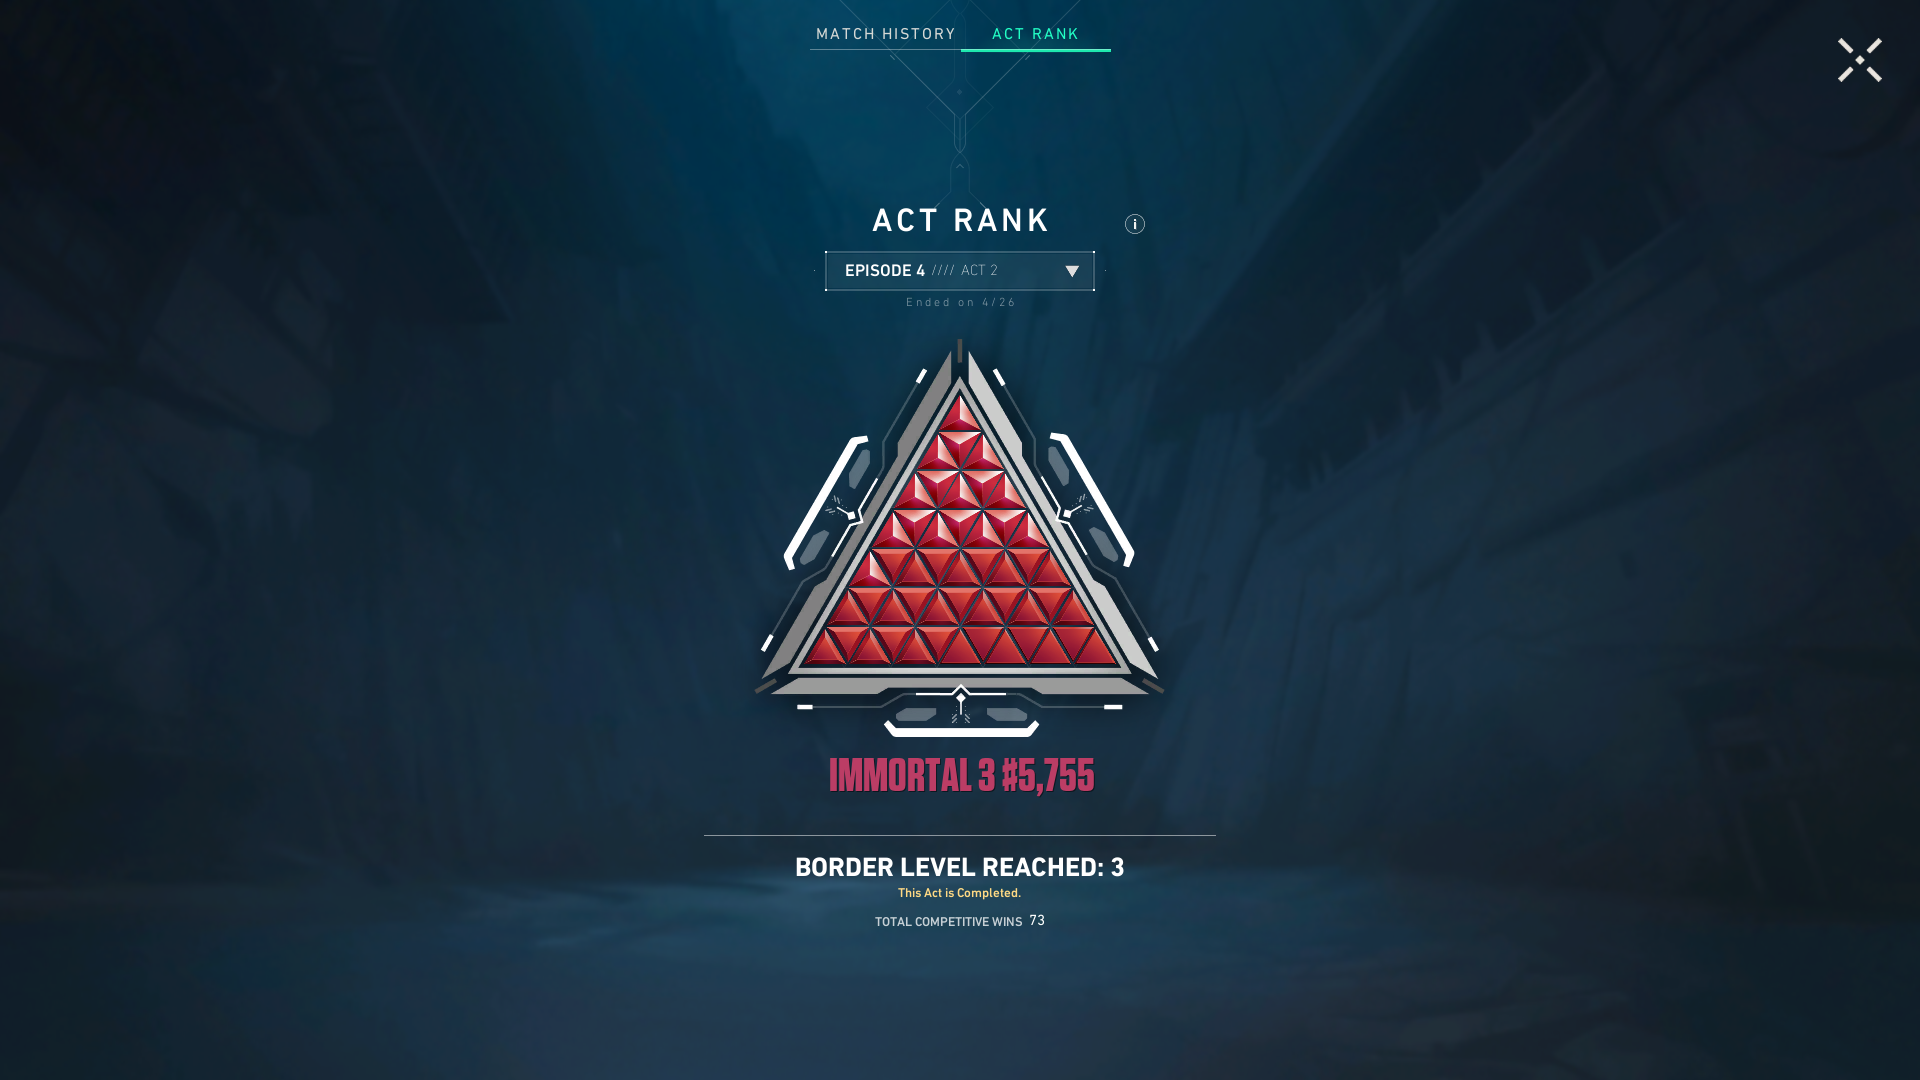 MATCH HISTORY
ACT RANK
ACT RANK
i
EPISODE 4 //// ACT 2
Ended on 4/26
IMMORTAL 3 #5,755
BORDER LEVEL REACHED: 3
This Act is Completed.
TOTAL COMPETITIVE WINS 73